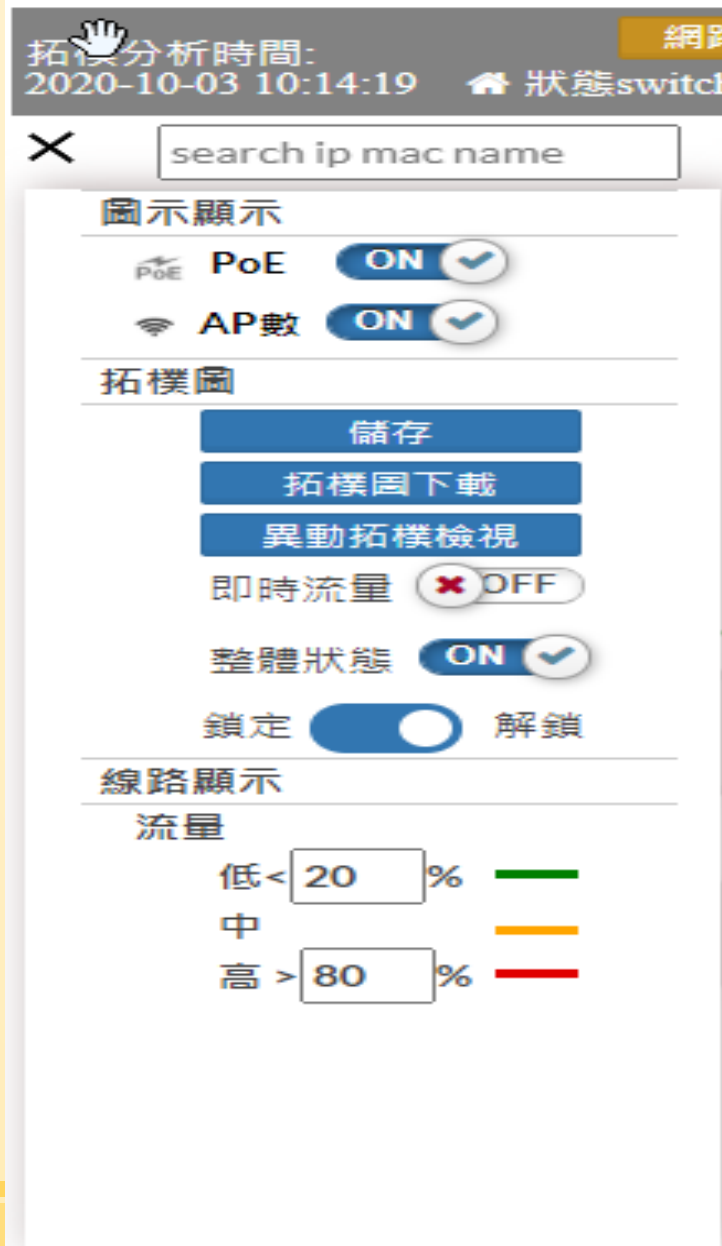 拓樸分析時間:
2020-10-03 10:14:19 狀態switch
網路
search ip mac name
圖示顯示
PoE PoE ON
AP數 ON
拓樸圖
儲存
拓樸圖下載
異動拓樸檢視
即時流量 OFF
整體狀態 ON
鎖定 解鎖
線路顯示
流量
低< 20 %
中
高 > 80 %